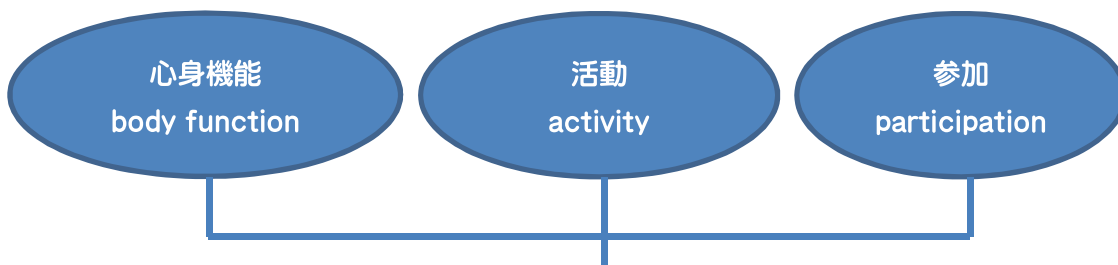 心身機能
body function
活動
activity
参加
participation